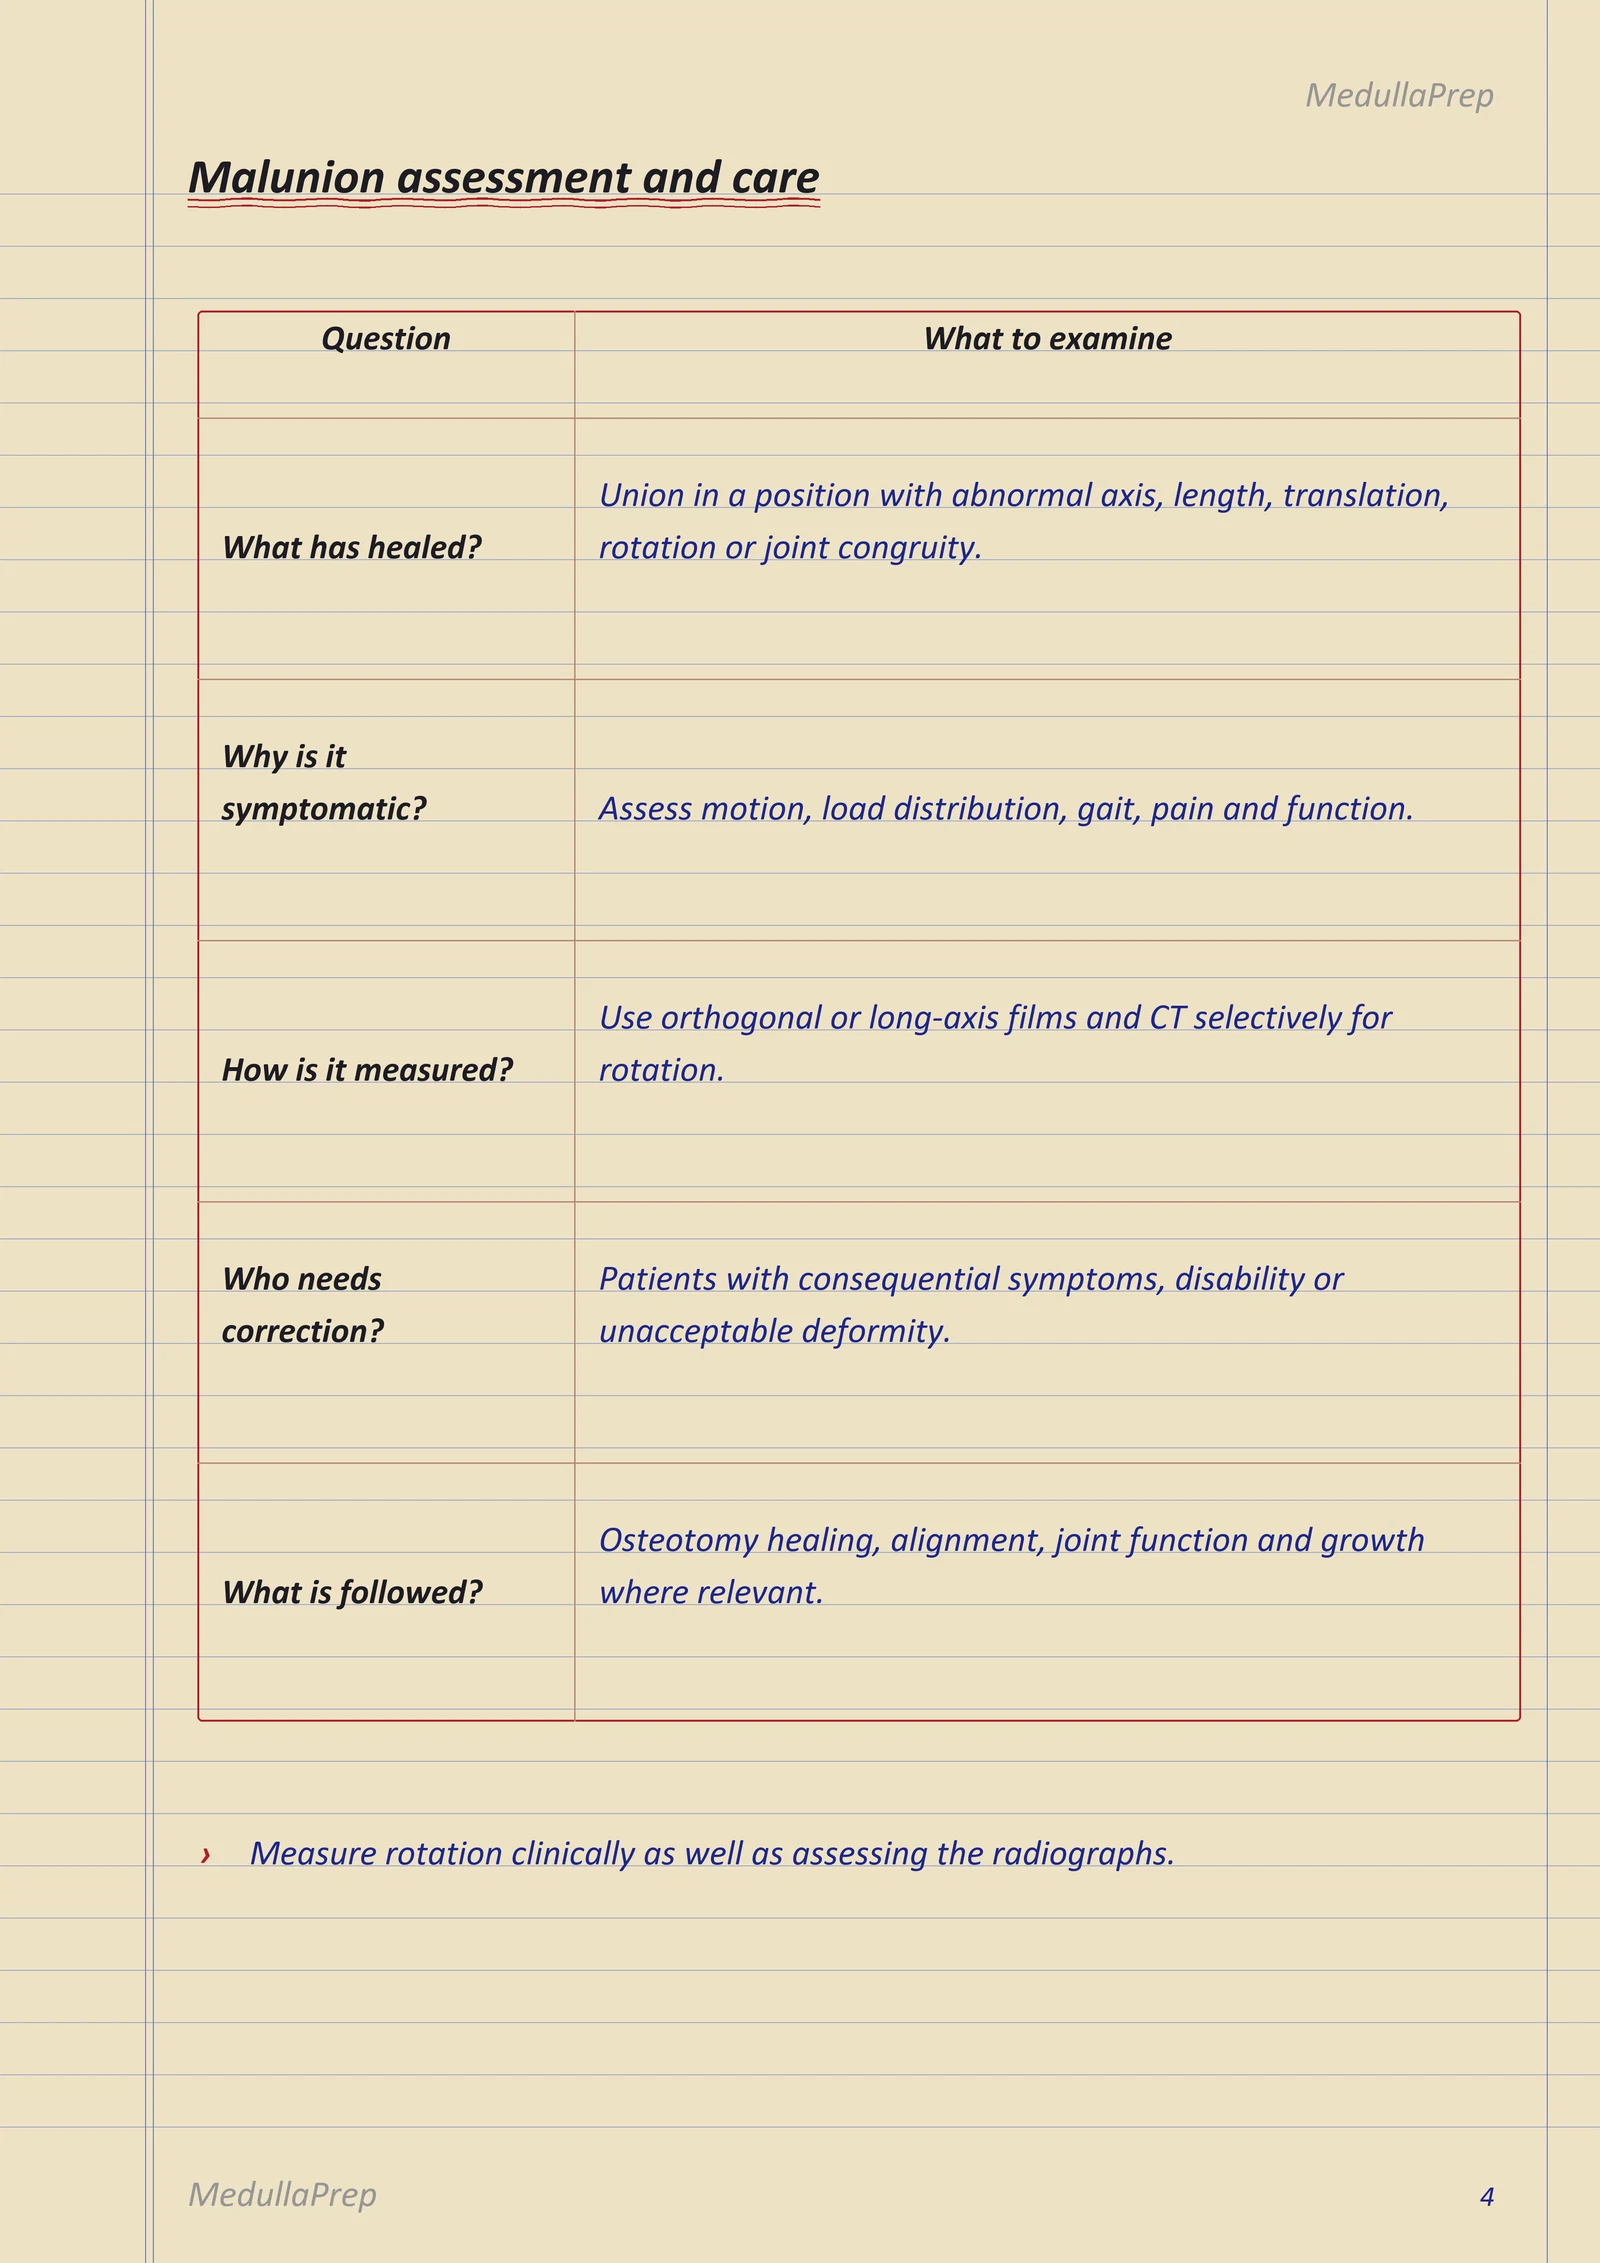 MedullaPrep
Malunion assessment and care
Question
What to examine
What has healed?
Union in a position with abnormal axis, length, translation,
rotation or joint congruity.
Why is it
symptomatic?
Assess motion, load distribution, gait, pain and function.
How is it measured?
Use orthogonal or long-axis films and CT selectively for
rotation.
Who needs
correction?
Patients with consequential symptoms, disability or
unacceptable deformity.
What is followed?
Osteotomy healing, alignment, joint function and growth
where relevant.
› Measure rotation clinically as well as assessing the radiographs.
MedullaPrep
4